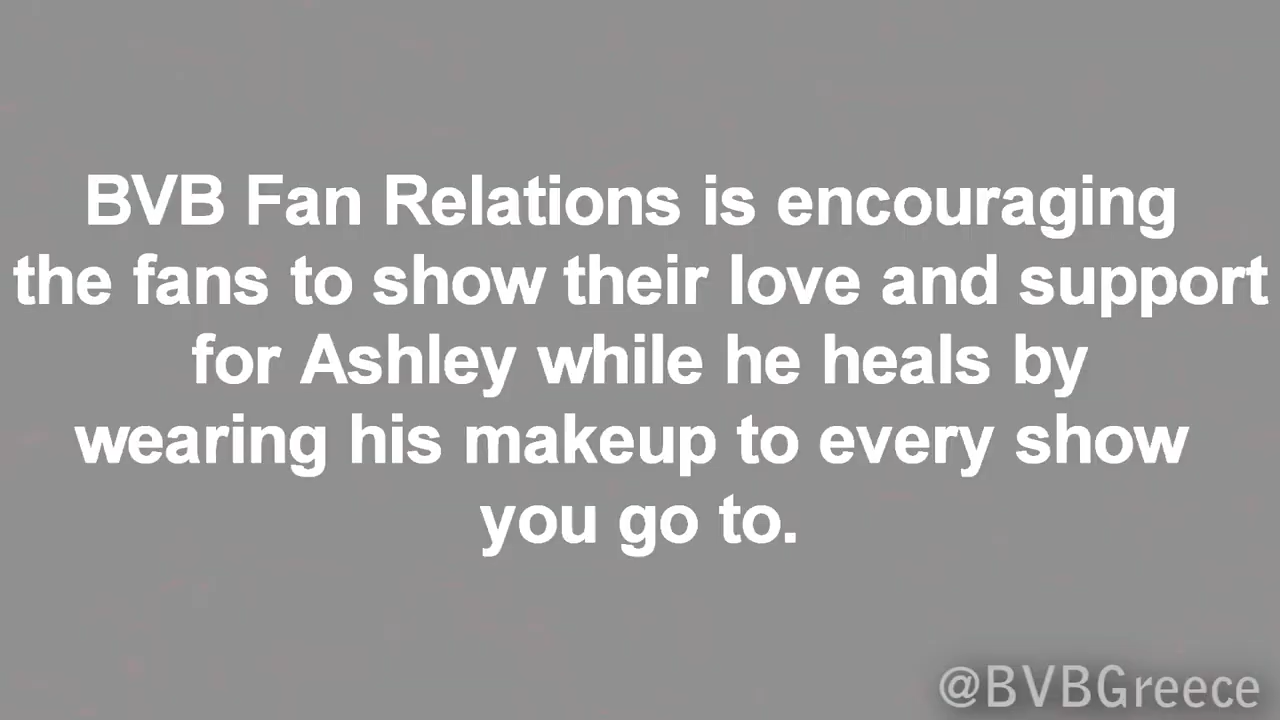 BVB Fan Relations is encouraging
the fans to show their love and support
for Ashley while he heals by
wearing his makeup to every show
you go to.
@BVBGreece